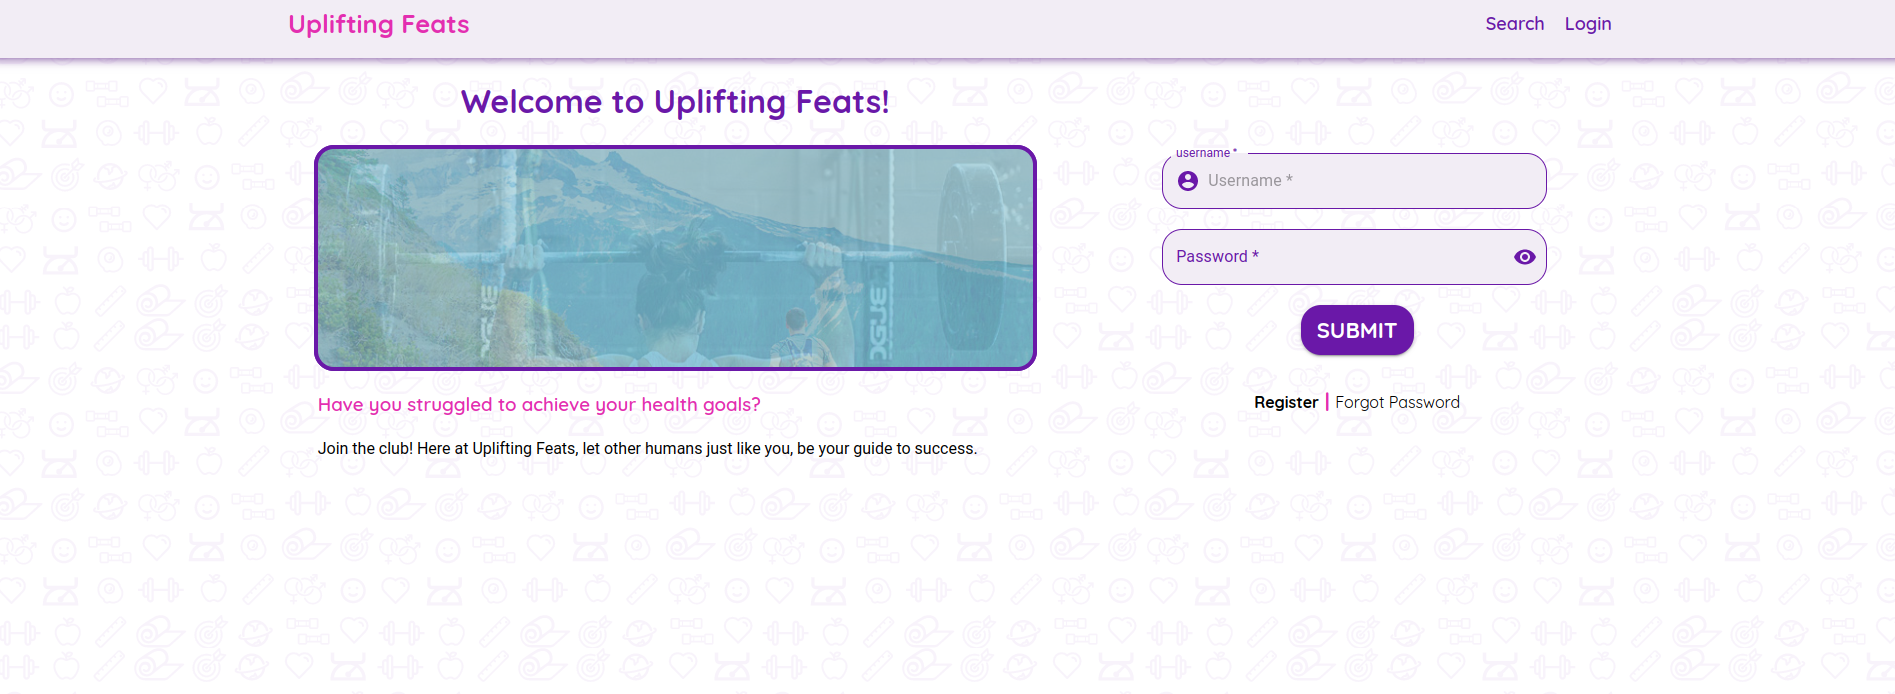 Uplifting Feats
Search Login
Welcome to Uplifting Feats!
username *
Username *
Password *
SUBMIT
Register | Forgot Password
Have you struggled to achieve your health goals?
Join the club! Here at Uplifting Feats, let other humans just like you, be your guide to success.